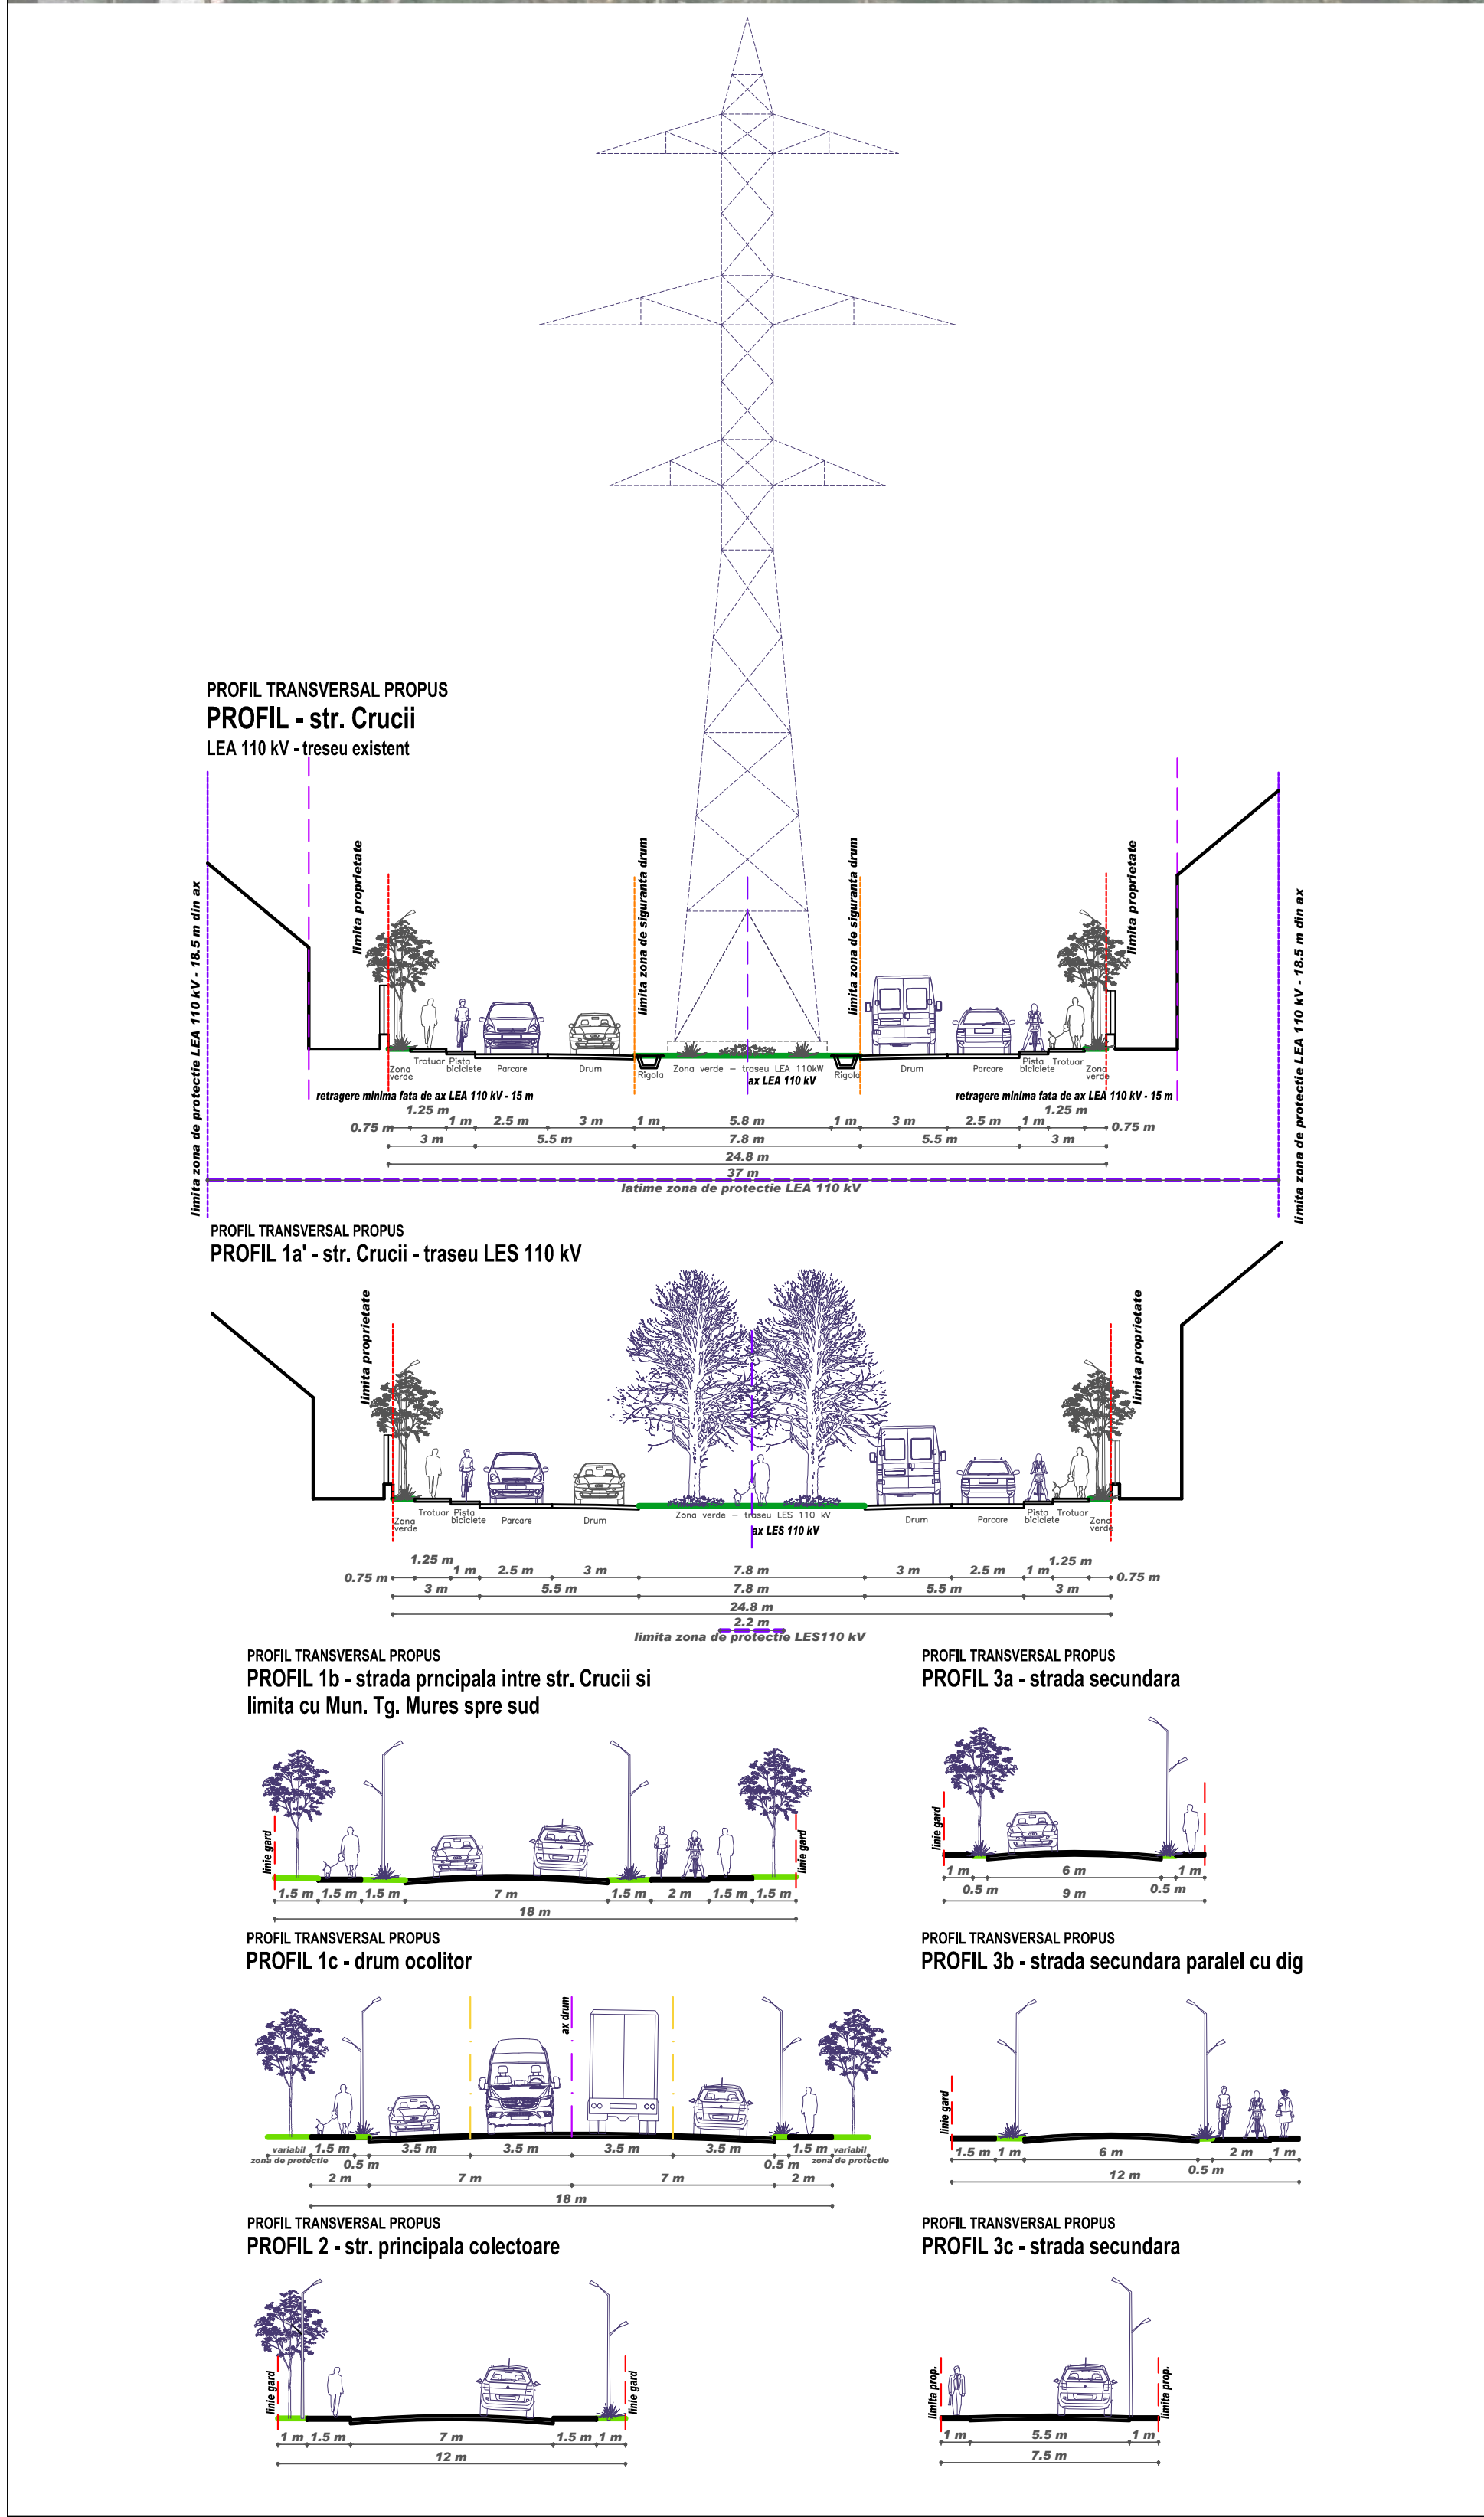 PROFIL TRANSVERSAL PROPUS
PROFIL - str. Crucii
LEA 110 kV - treseu existent
limita zona de protectie LEA 110 kV - 18.5 m din ax
limita proprietate
limita zona de siguranta drum
limita zona de siguranta drum
limita proprietate
limita zona de protectie LEA 110 kV - 18.5 m din ax
Zona verde
Trotuar
Pista biciclete
Parcare
Drum
Rigola
Zona verde – traseu LEA 110kW
Rigola
Drum
Parcare
Pista biciclete
Trotuar
Zona verde
ax LEA 110 kV
retragere minima fata de ax LEA 110 kV - 15 m
retragere minima fata de ax LEA 110 kV - 15 m
0.75 m 1.25 m 1 m 2.5 m 3 m 1 m 5.8 m 1 m 3 m 2.5 m 1 m 1.25 m 0.75 m
3 m 5.5 m 7.8 m 5.5 m 3 m
24.8 m
37 m
latime zona de protectie LEA 110 kV
PROFIL TRANSVERSAL PROPUS
PROFIL 1a' - str. Crucii - traseu LES 110 kV
limita proprietate
limita proprietate
Zona verde
Trotuar
Pista biciclete
Parcare
Drum
Zona verde – traseu LES 110 kV
Drum
Parcare
Pista biciclete
Trotuar
Zona verde
ax LES 110 kV
0.75 m 1.25 m 1 m 2.5 m 3 m 7.8 m 3 m 2.5 m 1 m 1.25 m 0.75 m
3 m 5.5 m 7.8 m 5.5 m 3 m
24.8 m
2.2 m
limita zona de protectie LES110 kV
PROFIL TRANSVERSAL PROPUS
PROFIL 1b - strada prncipala intre str. Crucii si
limita cu Mun. Tg. Mures spre sud
linie gard
linie gard
1.5 m 1.5 m 1.5 m 7 m 1.5 m 2 m 1.5 m 1.5 m
18 m
PROFIL TRANSVERSAL PROPUS
PROFIL 3a - strada secundara
linie gard
linie gard
1 m 0.5 m 6 m 0.5 m 1 m
9 m
PROFIL TRANSVERSAL PROPUS
PROFIL 1c - drum ocolitor
ax drum
variabil 1.5 m 0.5 m 3.5 m 3.5 m 3.5 m 3.5 m 0.5 m 1.5 m variabil
zona de protectie
zona de protectie
2 m 7 m 7 m 2 m
18 m
PROFIL TRANSVERSAL PROPUS
PROFIL 3b - strada secundara paralel cu dig
linie gard
1.5 m 1 m 6 m 0.5 m 2 m 1 m
12 m
PROFIL TRANSVERSAL PROPUS
PROFIL 2 - str. principala colectoare
linie gard
linie gard
1 m 1.5 m 7 m 1.5 m 1 m
12 m
PROFIL TRANSVERSAL PROPUS
PROFIL 3c - strada secundara
limita prop.
limita prop.
1 m 5.5 m 1 m
7.5 m